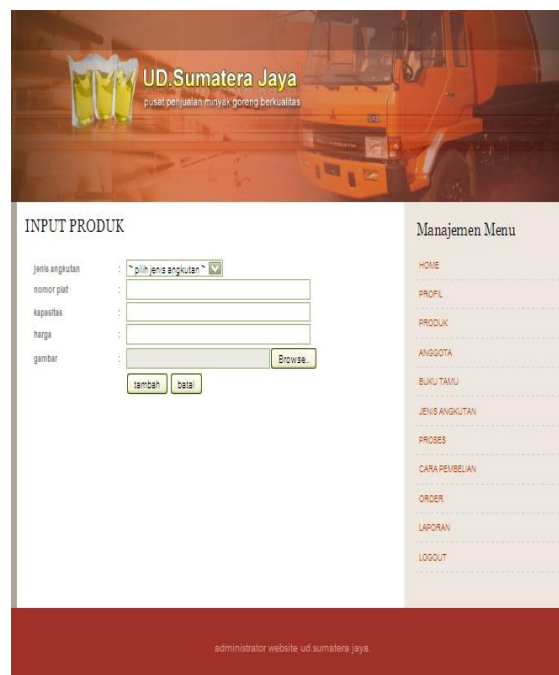 UD.Sumatera Jaya
pusat penjualan minyak goreng berkualitas
INPUT PRODUK
jenis angkutan : ~ pilih jenis angkutan ~
nomor plat :
kapasitas :
harga :
gambar : Browse..
tambah batal
Manajemen Menu
HOME
PROFIL
PRODUK
ANGGOTA
BUKU TAMU
JENIS ANGKUTAN
PROSES
CARA PEMBELIAN
ORDER
LAPORAN
LOGOUT
administrator website ud.sumatera jaya